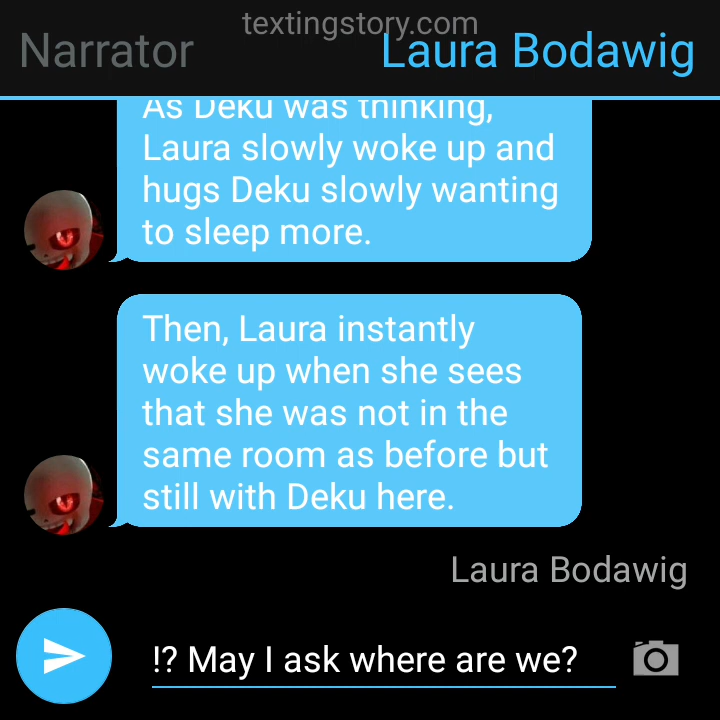 textingstory.com
Narrator
Laura Bodawig
As Deku was thinking,
Laura slowly woke up and
hugs Deku slowly wanting
to sleep more.
Then, Laura instantly
woke up when she sees
that she was not in the
same room as before but
still with Deku here.
Laura Bodawig
!? May I ask where are we?